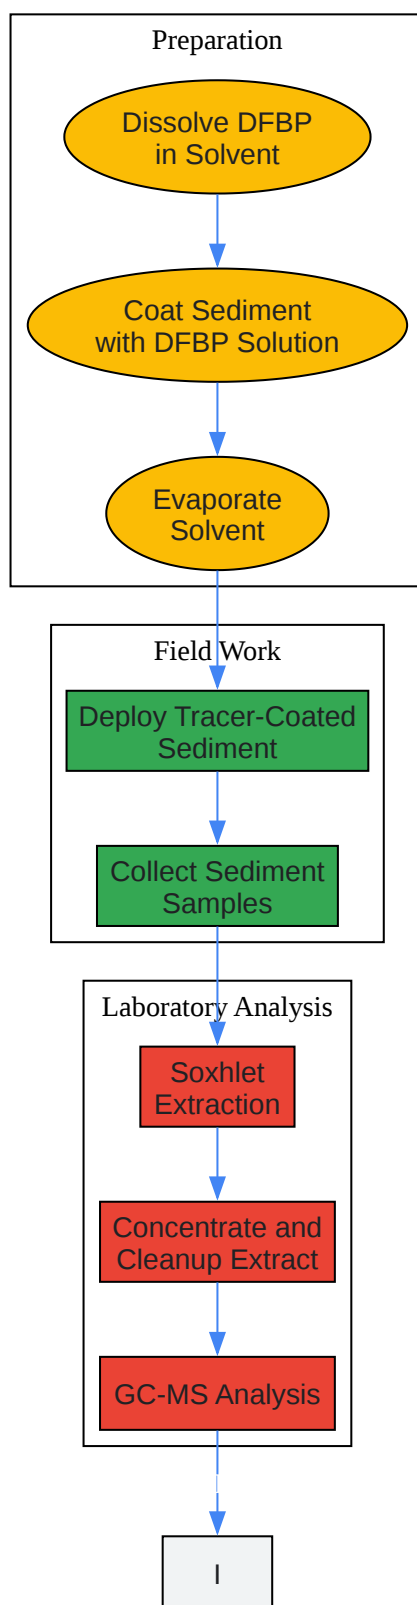 Preparation
Dissolve DFBP
in Solvent
Coat Sediment
with DFBP Solution
Evaporate
Solvent
Field Work
Deploy Tracer-Coated
Sediment
Collect Sediment
Samples
Laboratory Analysis
Soxhlet
Extraction
Concentrate and
Cleanup Extract
GC-MS Analysis
I